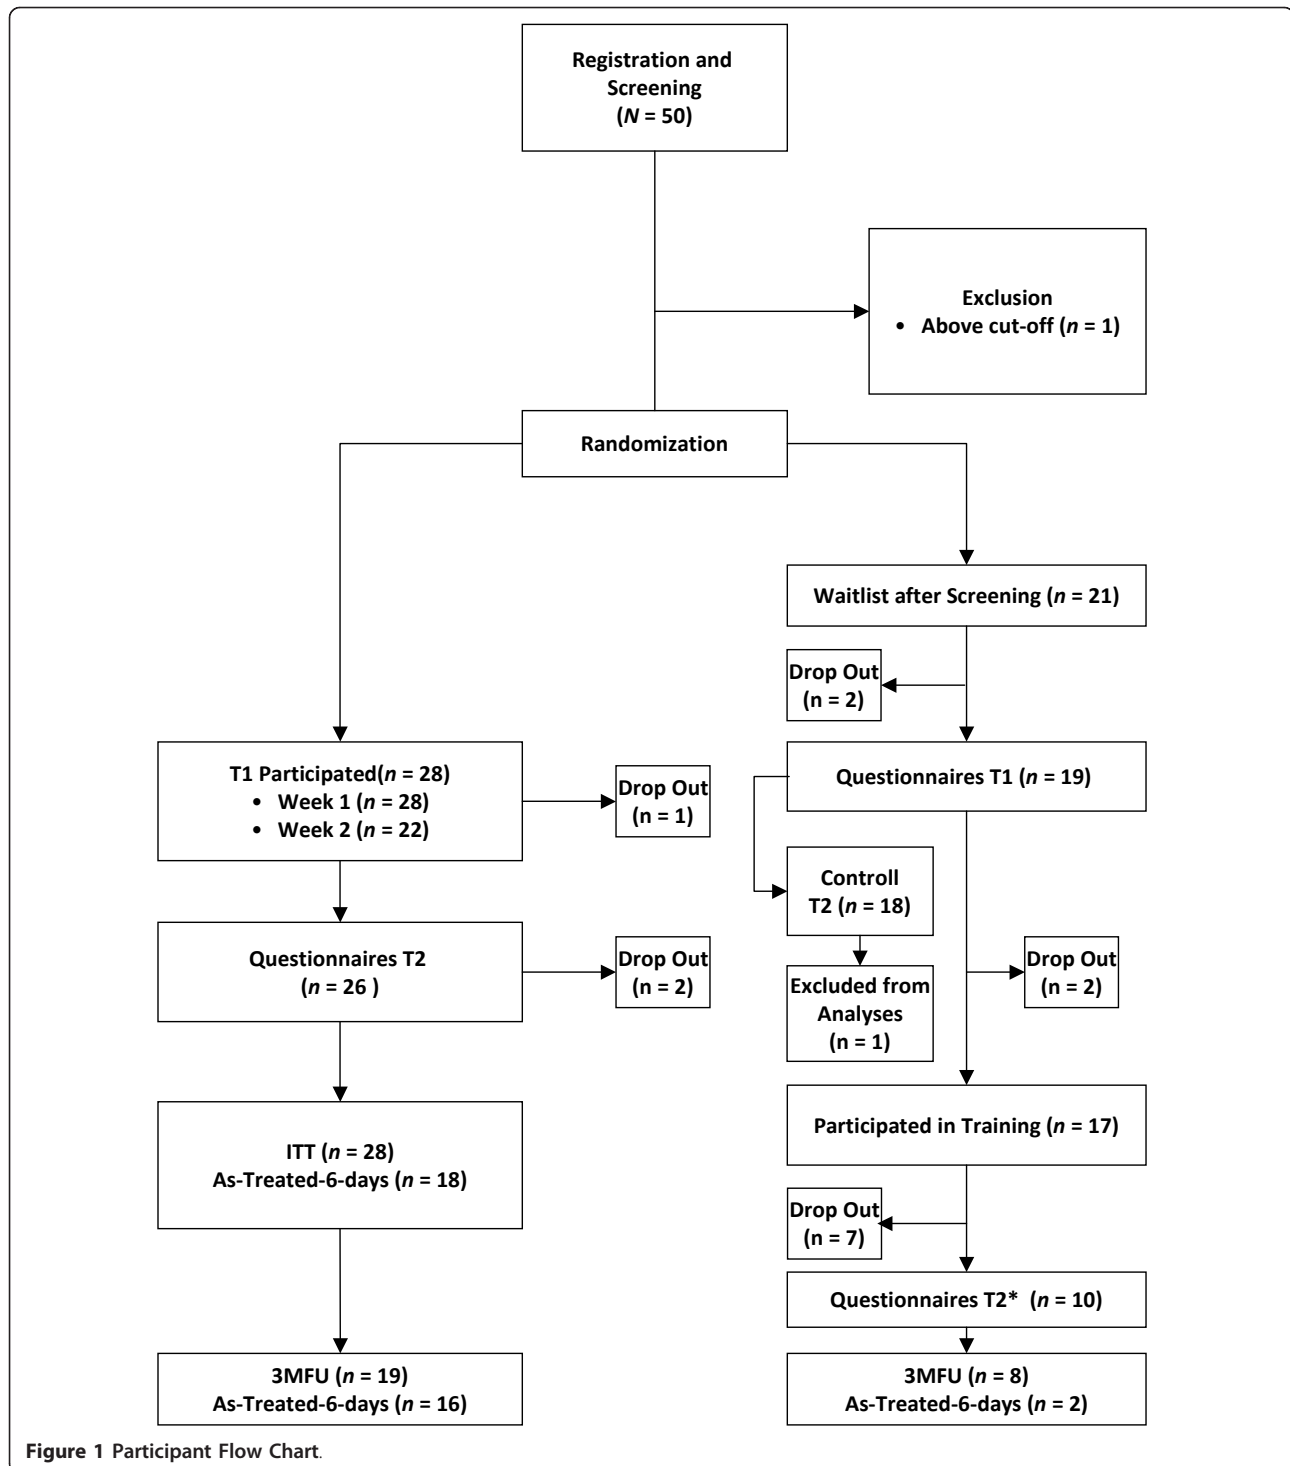 Registration and
Screening
(N = 50)
Exclusion
• Above cut-off (n = 1)
Randomization
Waitlist after Screening (n = 21)
Drop Out
(n = 2)
T1 Participated(n = 28)
• Week 1 (n = 28)
• Week 2 (n = 22)
Drop Out
(n = 1)
Questionnaires T1 (n = 19)
Controll
T2 (n = 18)
Questionnaires T2
(n = 26 )
Drop Out
(n = 2)
Excluded from
Analyses
(n = 1)
Drop Out
(n = 2)
ITT (n = 28)
As-Treated-6-days (n = 18)
Participated in Training (n = 17)
Drop Out
(n = 7)
Questionnaires T2* (n = 10)
3MFU (n = 19)
As-Treated-6-days (n = 16)
3MFU (n = 8)
As-Treated-6-days (n = 2)
Figure 1 Participant Flow Chart.